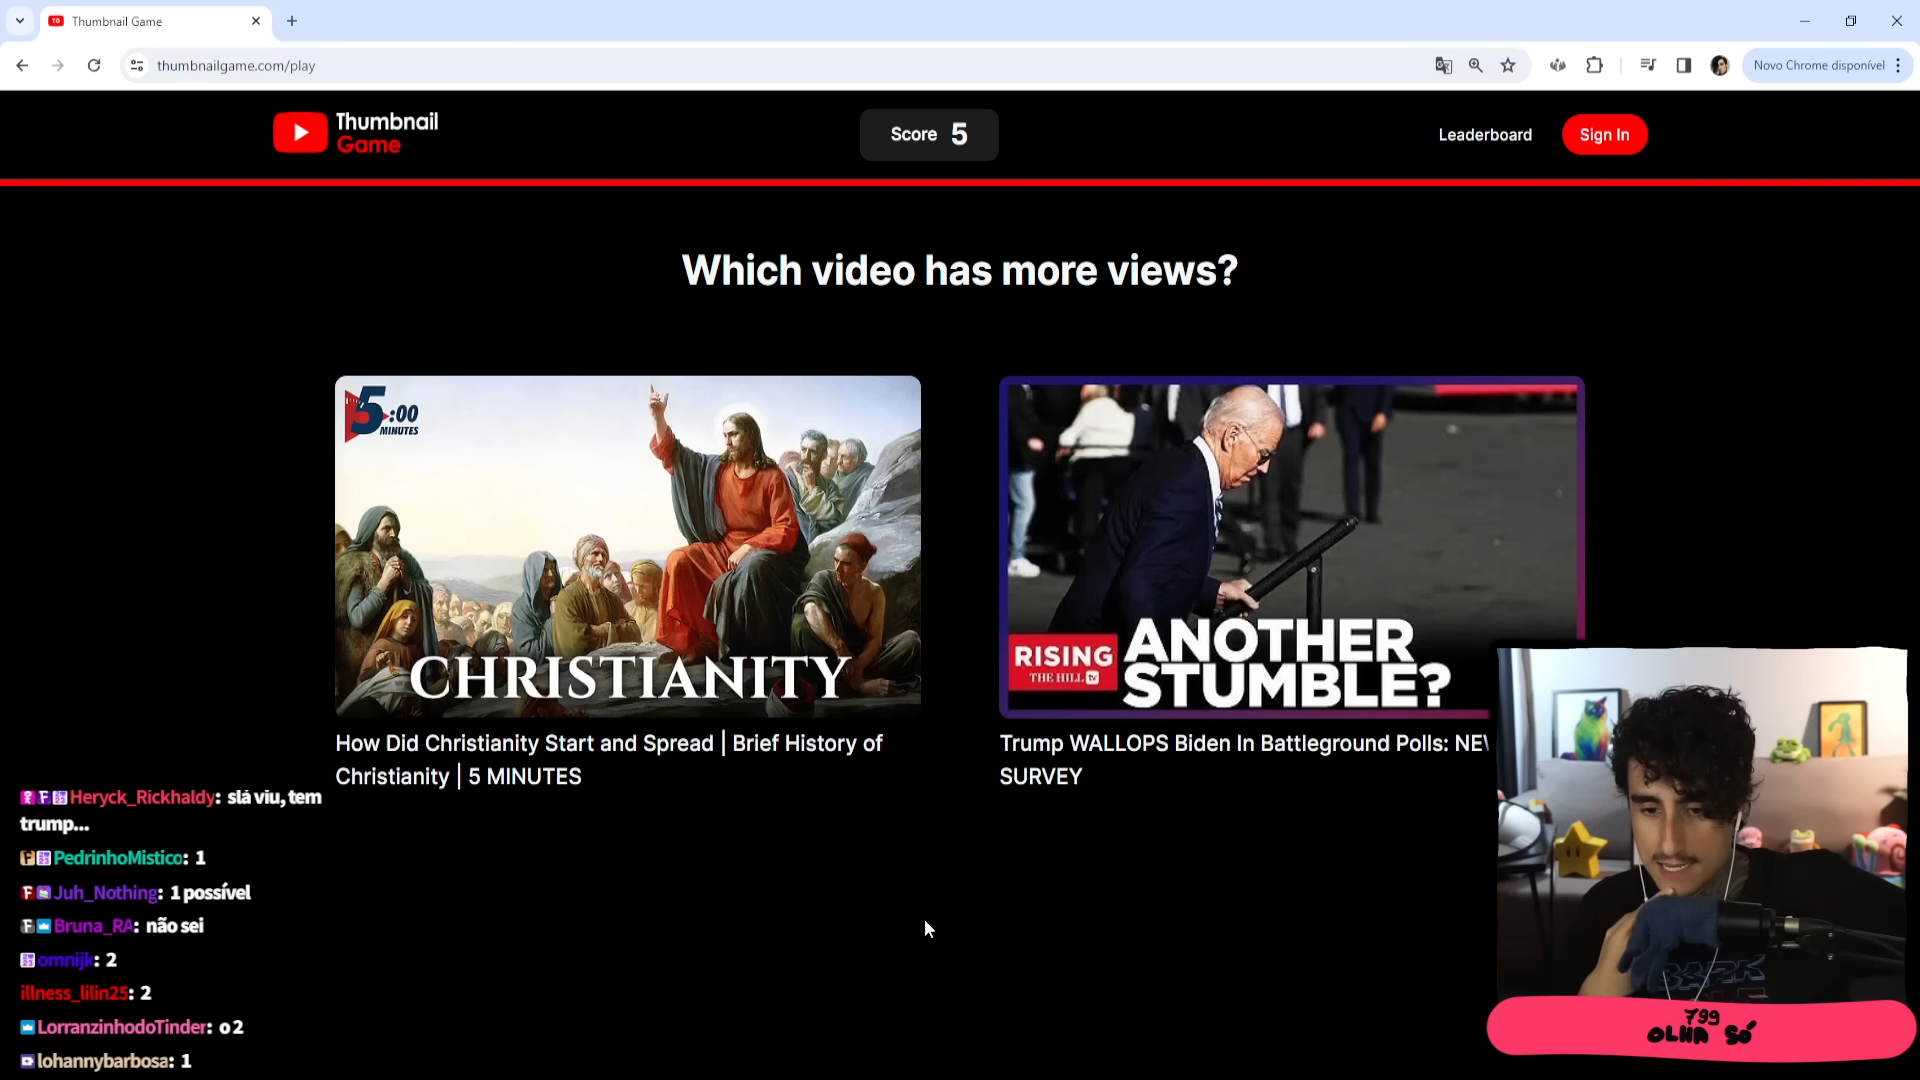 Thumbnail Game
thumbnailgame.com/play
Novo Chrome disponível
Thumbnail
Game
Score 5
Leaderboard
Sign In
Which video has more views?
5:00
MINUTES
CHRISTIANITY
How Did Christianity Start and Spread | Brief History of
Christianity | 5 MINUTES
RISING
THE HILL tv
ANOTHER
STUMBLE?
Trump WALLOPS Biden In Battleground Polls: NEW
SURVEY
Heryck_Rickhaldy: slá viu, tem
trump...
PedrinhoMistico: 1
Juh_Nothing: 1 possível
Bruna_RA: não sei
omnijk: 2
illness_lilin25: 2
LorranzinhodoTinder: o 2
lohannybarbosa: 1
799
OLHA SÓ